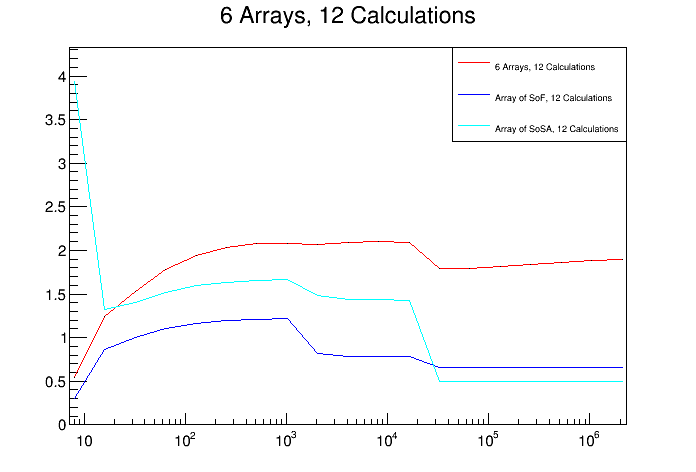 6 Arrays, 12 Calculations
6 Arrays, 12 Calculations
Array of SoF, 12 Calculations
Array of SoSA, 12 Calculations
4
3.5
3
2.5
2
1.5
1
0.5
0
10 10² 10³ 10⁴ 10⁵ 10⁶